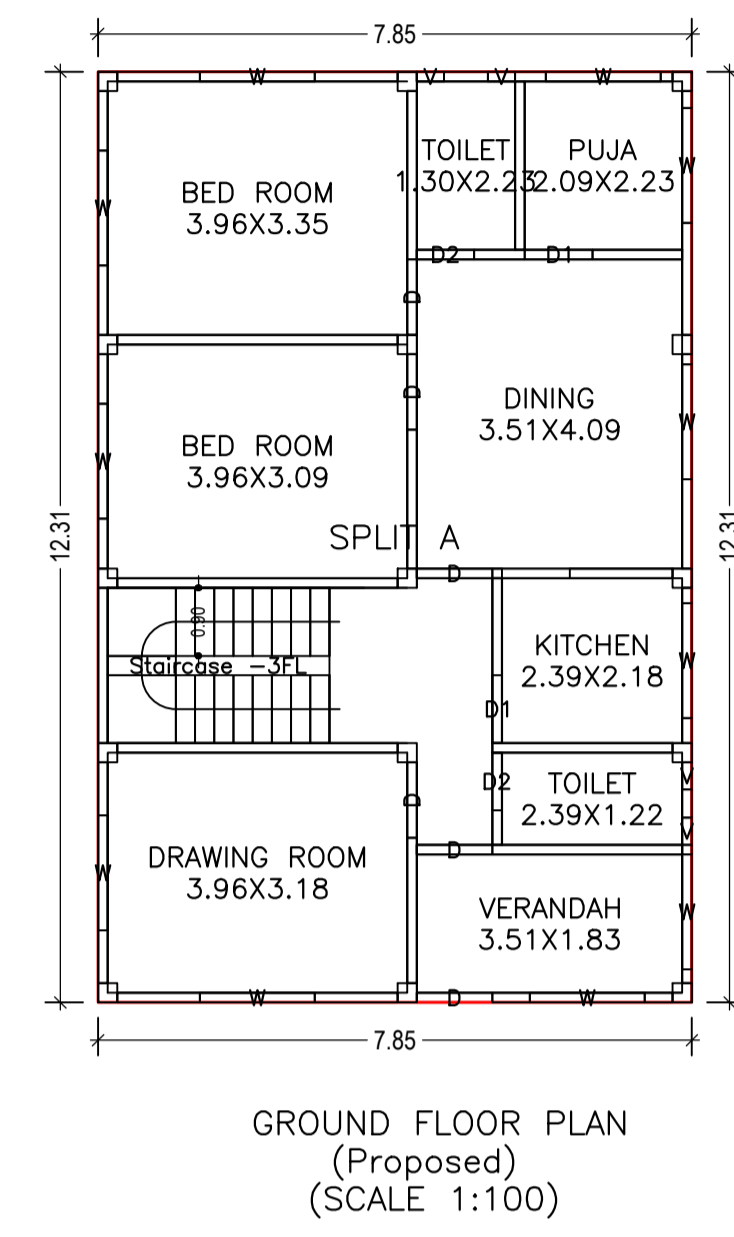 7.85
W
V
V
W
TOILET
1.30X2.23
PUJA
2.09X2.23
W
BED ROOM
3.96X3.35
W
D2
D1
D
D
DINING
3.51X4.09
W
BED ROOM
3.96X3.09
W
SPLIT A
12.31
12.31
D
0.90
Staircase -3FL
KITCHEN
2.39X2.18
W
D1
D2
TOILET
2.39X1.22
V
V
D
D
DRAWING ROOM
3.96X3.18
W
VERANDAH
3.51X1.83
W
W
D
W
7.85
GROUND FLOOR PLAN
(Proposed)
(SCALE 1:100)